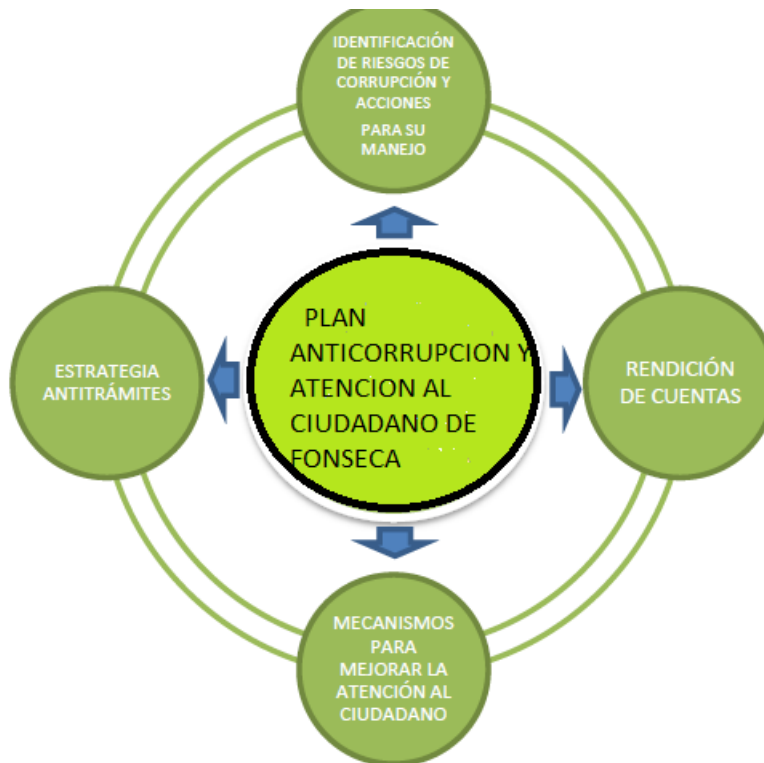 IDENTIFICACIÓN
DE RIESGOS DE
CORRUPCIÓN Y
ACCIONES
PARA SU
MANEJO
PLAN
ANTICORRUPCION Y
ATENCION AL
CIUDADANO DE
FONSECA
ESTRATEGIA
ANTITRÁMITES
RENDICIÓN
DE CUENTAS
MECANISMOS
PARA
MEJORAR LA
ATENCIÓN AL
CIUDADANO